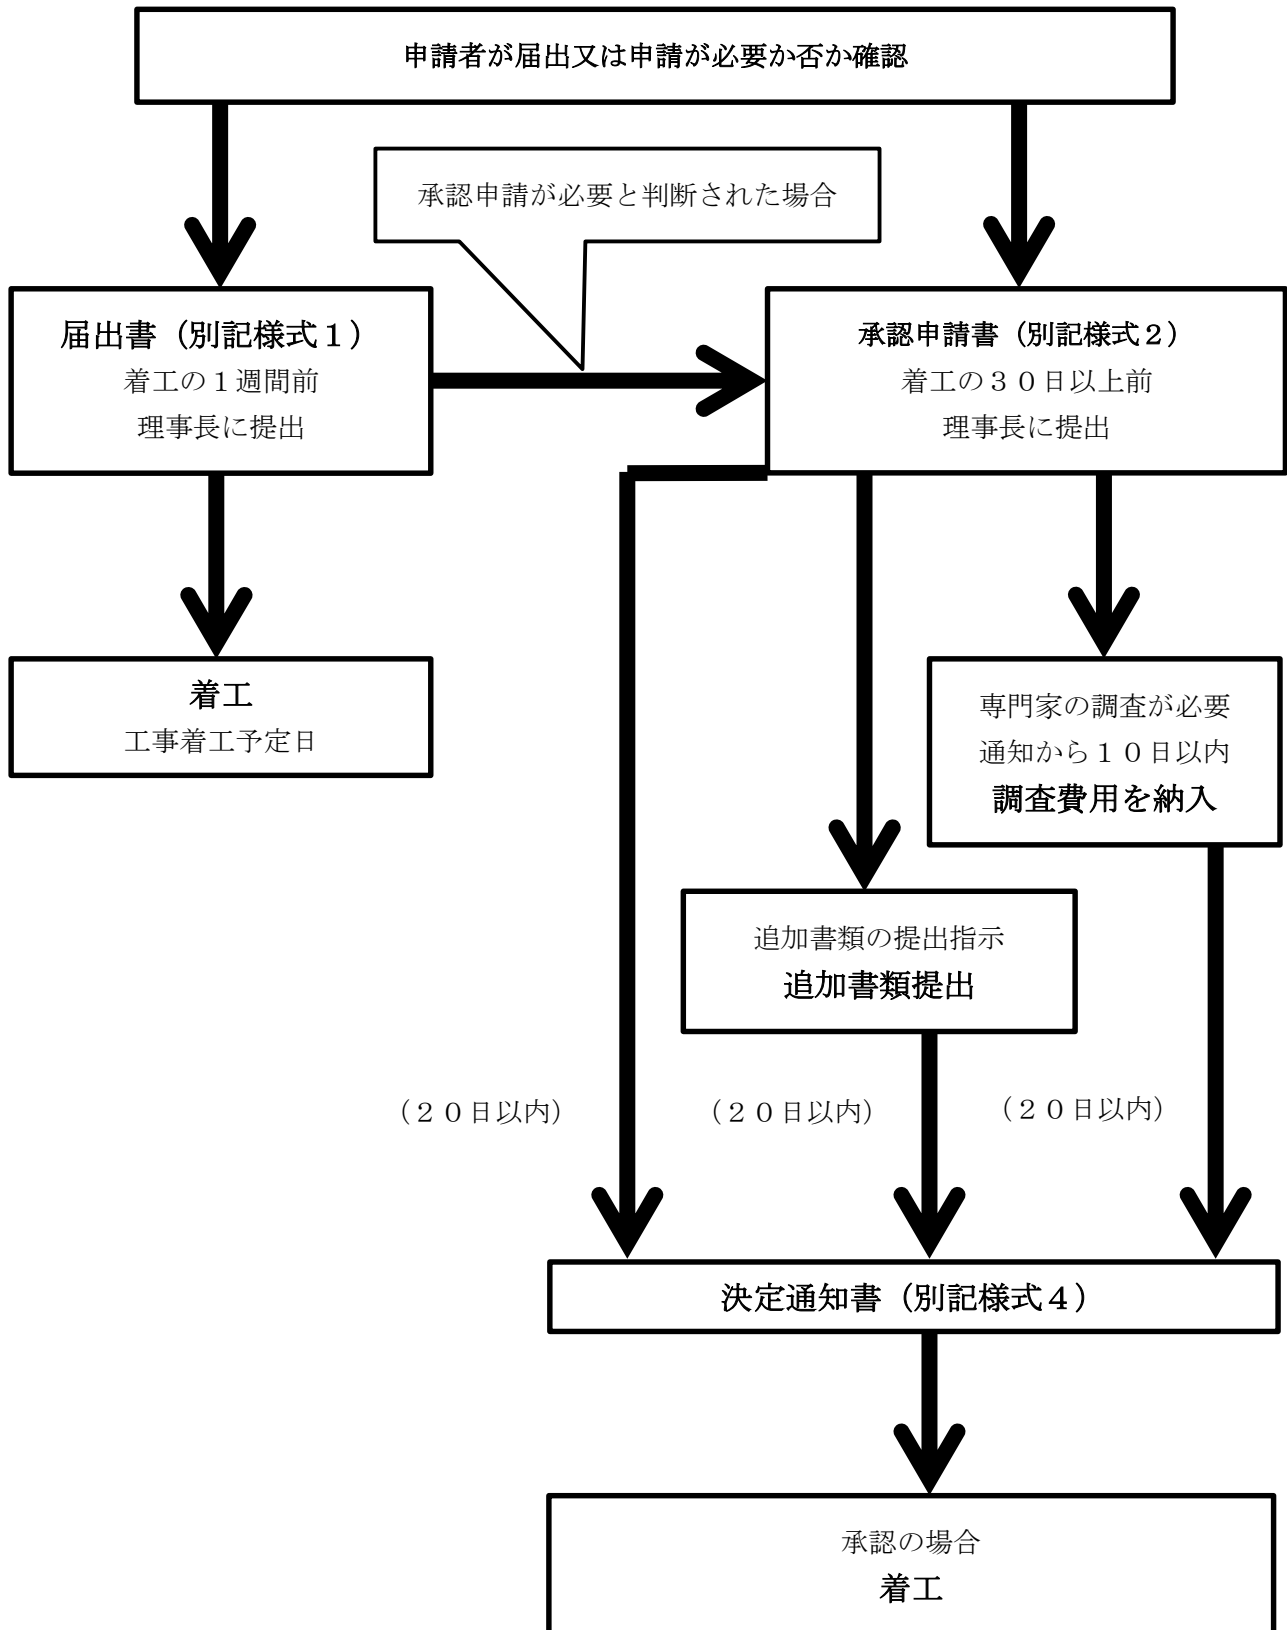 申請者が届出又は申請が必要か否か確認
承認申請が必要と判断された場合
届出書（別記様式１）
着工の１週間前
理事長に提出
承認申請書（別記様式２）
着工の３０日以上前
理事長に提出
着工
工事着工予定日
専門家の調査が必要
通知から１０日以内
調査費用を納入
追加書類の提出指示
追加書類提出
（２０日以内）
（２０日以内）
（２０日以内）
決定通知書（別記様式４）
承認の場合
着工